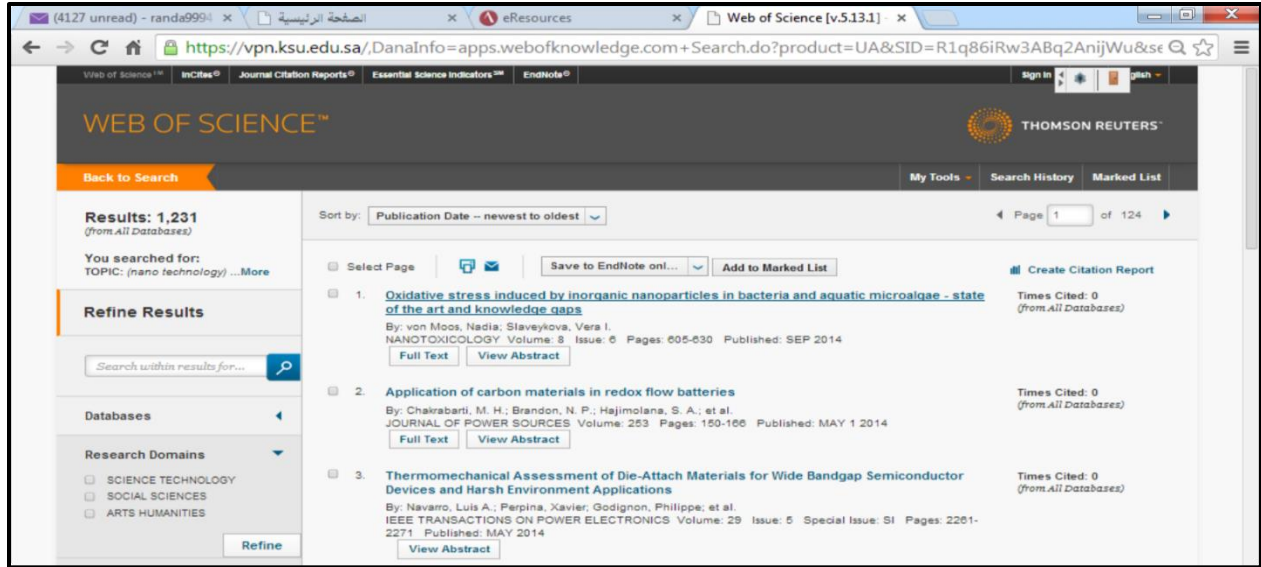 (4127 unread) - randa9994
الصفحة الرئيسية
eResources
Web of Science [v.5.13.1] -
https://vpn.ksu.edu.sa/,DanaInfo=apps.webofknowledge.com+Search.do?product=UA&SID=R1q86iRw3ABq2AnijWu&se
Web of Science™ InCites® Journal Citation Reports® Essential Science Indicators℠ EndNote® Sign In glish
WEB OF SCIENCE™
THOMSON REUTERS™
Back to Search My Tools Search History Marked List
Results: 1,231
(from All Databases)
You searched for:
TOPIC: (nano technology) ...More
Refine Results
Search within results for...
Databases
Research Domains
SCIENCE TECHNOLOGY
SOCIAL SCIENCES
ARTS HUMANITIES
Refine
Sort by: Publication Date -- newest to oldest Page 1 of 124
Select Page Save to EndNote onl... Add to Marked List
Create Citation Report
1. Oxidative stress induced by inorganic nanoparticles in bacteria and aquatic microalgae - state
of the art and knowledge gaps
By: von Moos, Nadia; Slaveykova, Vera I.
NANOTOXICOLOGY Volume: 8 Issue: 6 Pages: 605-630 Published: SEP 2014
Full Text View Abstract
Times Cited: 0
(from All Databases)
2. Application of carbon materials in redox flow batteries
By: Chakrabarti, M. H.; Brandon, N. P.; Hajimolana, S. A.; et al.
JOURNAL OF POWER SOURCES Volume: 253 Pages: 150-166 Published: MAY 1 2014
Full Text View Abstract
Times Cited: 0
(from All Databases)
3. Thermomechanical Assessment of Die-Attach Materials for Wide Bandgap Semiconductor
Devices and Harsh Environment Applications
By: Navarro, Luis A.; Perpina, Xavier; Godignon, Philippe; et al.
IEEE TRANSACTIONS ON POWER ELECTRONICS Volume: 29 Issue: 5 Special Issue: SI Pages: 2261-
2271 Published: MAY 2014
View Abstract
Times Cited: 0
(from All Databases)